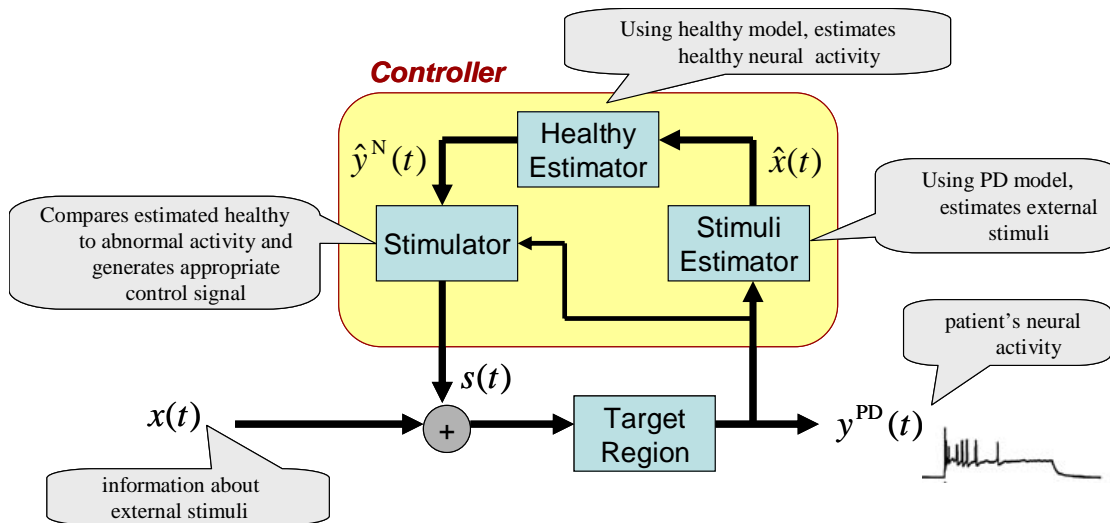 Using healthy model, estimates
healthy neural activity
Controller
Healthy
Estimator
ŷᴺ(t)
x̂(t)
Using PD model,
estimates external
stimuli
Compares estimated healthy
to abnormal activity and
generates appropriate
control signal
Stimulator
Stimuli
Estimator
patient's neural
activity
s(t)
x(t)
+
Target
Region
yᴾᴰ(t)
information about
external stimuli